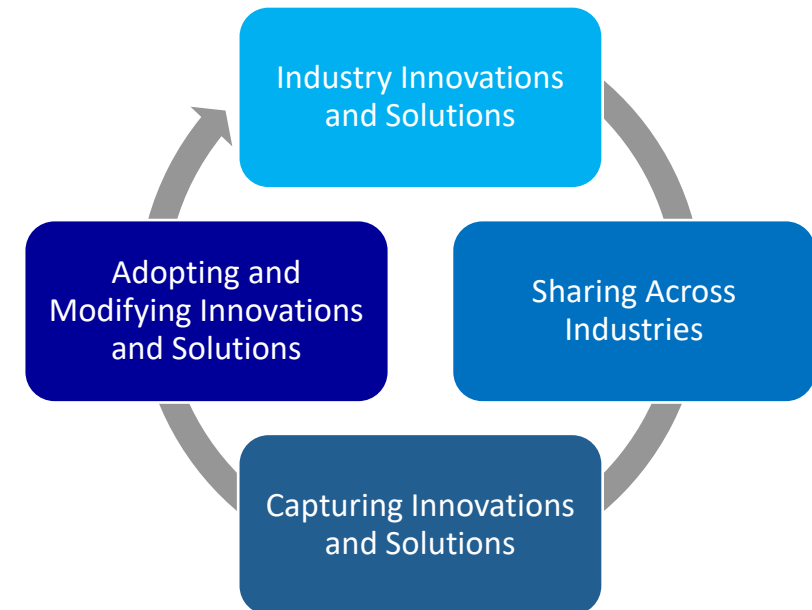 Industry Innovations
and Solutions
Sharing Across
Industries
Capturing Innovations
and Solutions
Adopting and
Modifying Innovations
and Solutions